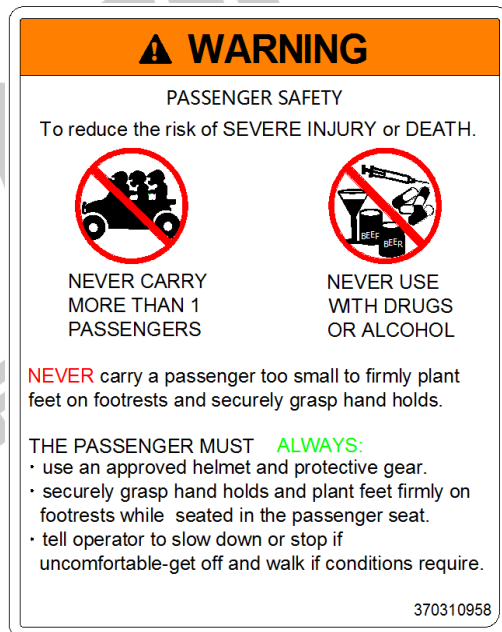 WARNING
PASSENGER SAFETY
To reduce the risk of SEVERE INJURY or DEATH.
BEER BEER
NEVER CARRY
MORE THAN 1
PASSENGERS
NEVER USE
WITH DRUGS
OR ALCOHOL
NEVER carry a passenger too small to firmly plant
feet on footrests and securely grasp hand holds.
THE PASSENGER MUST ALWAYS:
· use an approved helmet and protective gear.
· securely grasp hand holds and plant feet firmly on
footrests while seated in the passenger seat.
· tell operator to slow down or stop if
uncomfortable-get off and walk if conditions require.
370310958